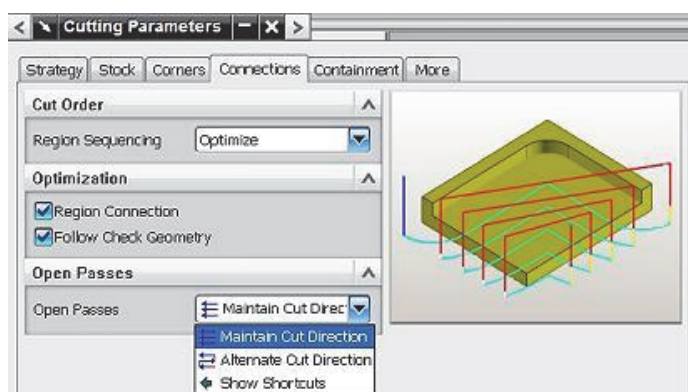 Cutting Parameters
Strategy Stock Corners Connections Containment More
Cut Order
Region Sequencing Optimize
Optimization
Region Connection
Follow Check Geometry
Open Passes
Open Passes Maintain Cut Direc
Maintain Cut Direction
Alternate Cut Direction
Show Shortcuts